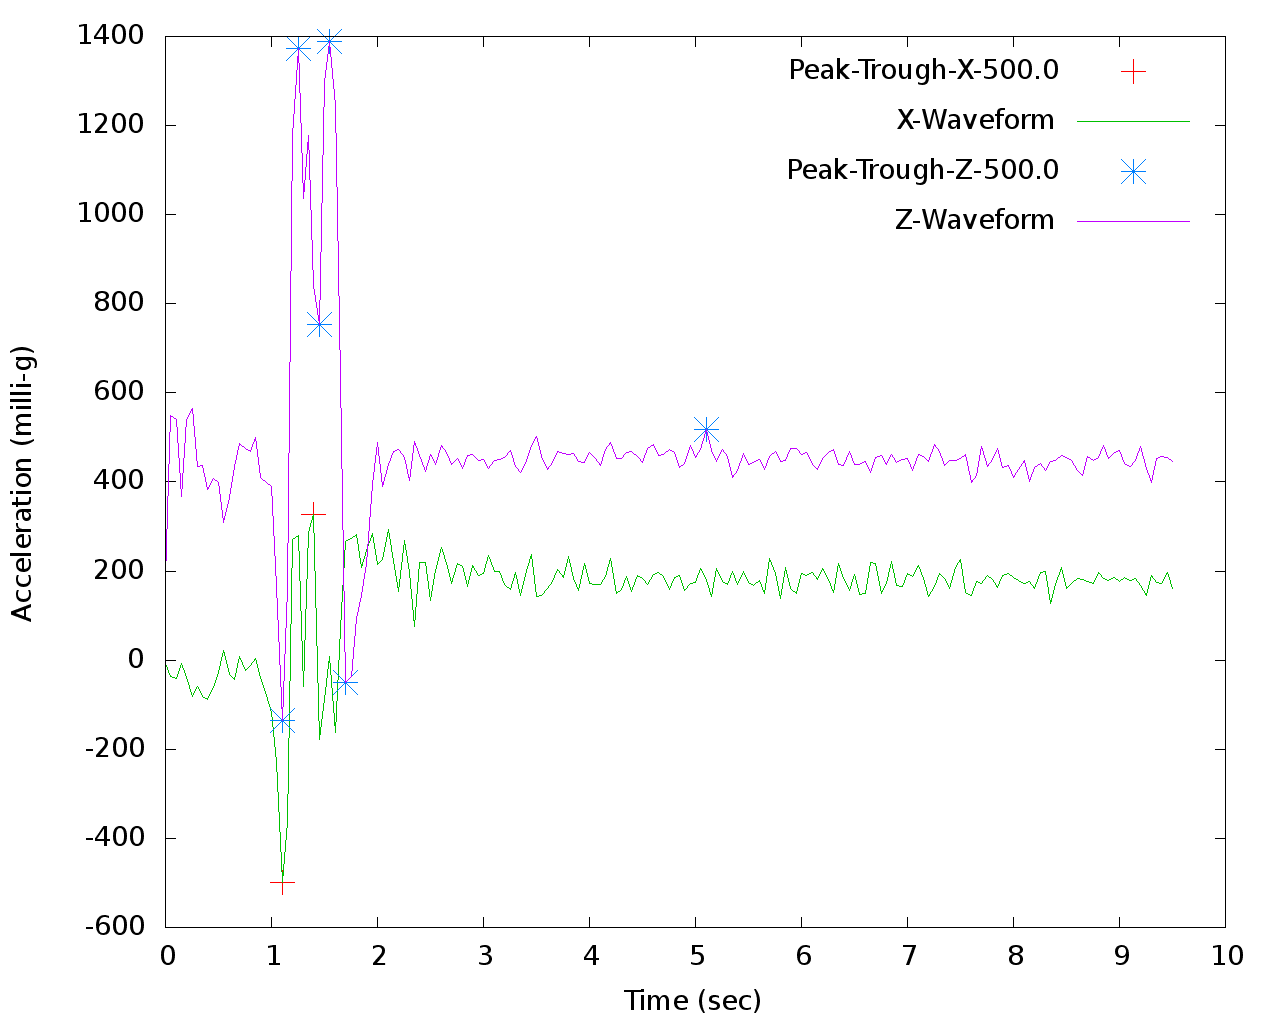 1400
1200
1000
800
600
400
200
0
-200
-400
-600
0 1 2 3 4 5 6 7 8 9 10
Acceleration (milli-g)
Time (sec)
Peak-Trough-X-500.0
X-Waveform
Peak-Trough-Z-500.0
Z-Waveform